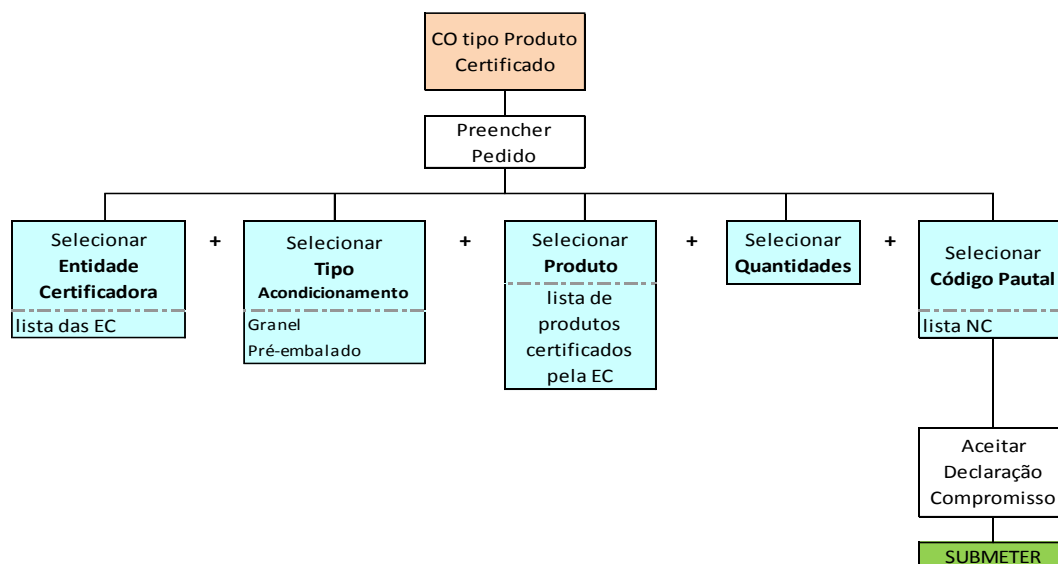 CO tipo Produto
Certificado
Preencher
Pedido
Selecionar
Entidade
Certificadora
lista das EC
+
Selecionar
Tipo
Acondicionamento
Granel
Pré-embalado
+
Selecionar
Produto
lista de
produtos
certificados
pela EC
+
Selecionar
Quantidades
+
Selecionar
Código Pautal
lista NC
Aceitar
Declaração
Compromisso
SUBMETER